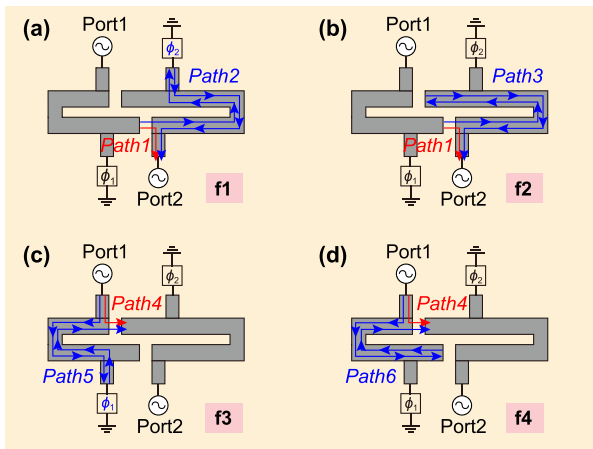 (a)
Port1
ϕ2
Path2
Path1
ϕ1
Port2
f1
(b)
Port1
ϕ2
Path3
Path1
ϕ1
Port2
f2
(c)
Port1
ϕ2
Path4
Path5
ϕ1
Port2
f3
(d)
Port1
ϕ2
Path4
Path6
ϕ1
Port2
f4